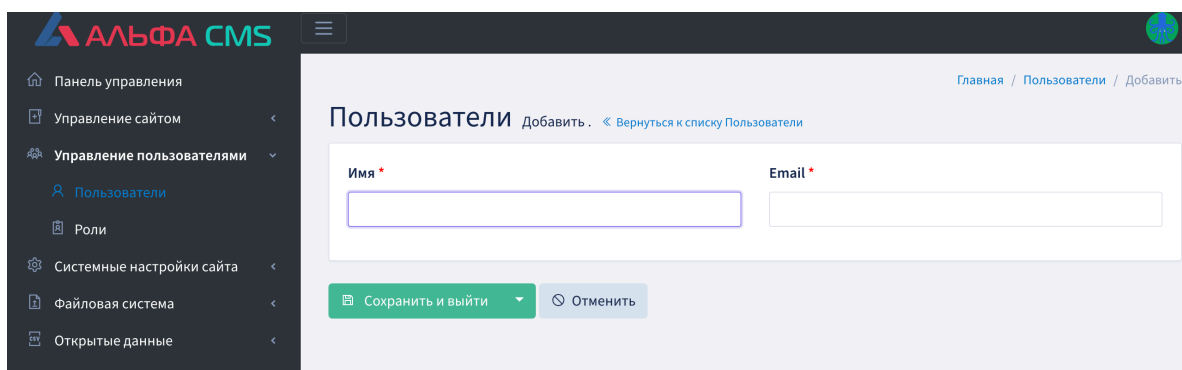 АЛЬФА CMS
Главная / Пользователи / Добавить
Панель управления
Управление сайтом
Управление пользователями
Пользователи
Роли
Системные настройки сайта
Файловая система
CSV Открытые данные
Пользователи Добавить . « Вернуться к списку Пользователи
Имя *
Email *
Сохранить и выйти
Отменить